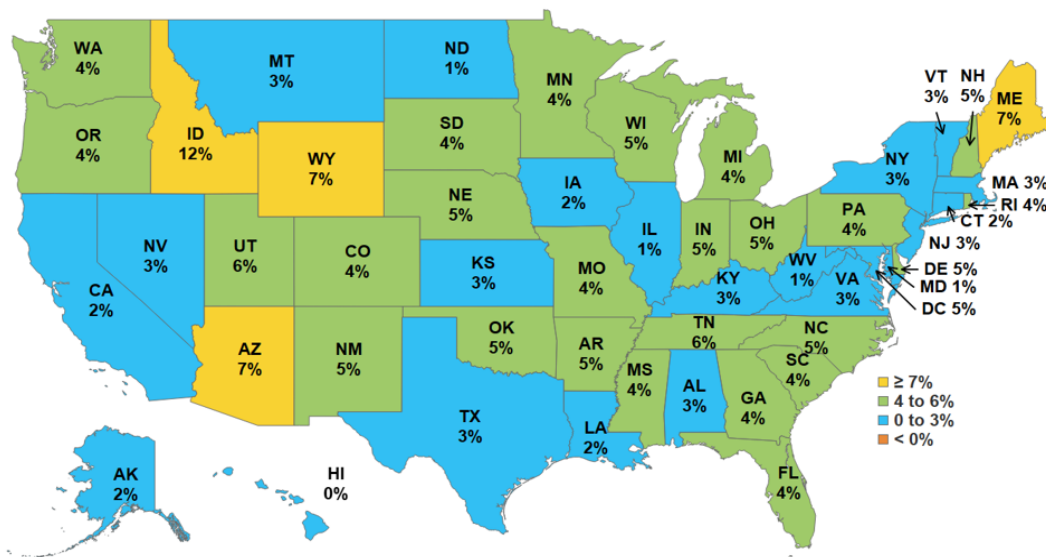 WA
4%
MT
3%
ND
1%
MN
4%
VT
3%
NH
5%
ME
7%
OR
4%
ID
12%
WY
7%
SD
4%
WI
5%
MI
4%
NY
3%
MA 3%
RI 4%
CT 2%
NJ 3%
DE 5%
MD 1%
DC 5%
NE
5%
IA
2%
IL
1%
IN
5%
OH
5%
PA
4%
NV
3%
UT
6%
CO
4%
KS
3%
MO
4%
KY
3%
WV
1%
VA
3%
CA
2%
AZ
7%
NM
5%
OK
5%
AR
5%
TN
6%
NC
5%
SC
4%
MS
4%
AL
3%
GA
4%
TX
3%
LA
2%
FL
4%
AK
2%
HI
0%
≥ 7%
4 to 6%
0 to 3%
< 0%